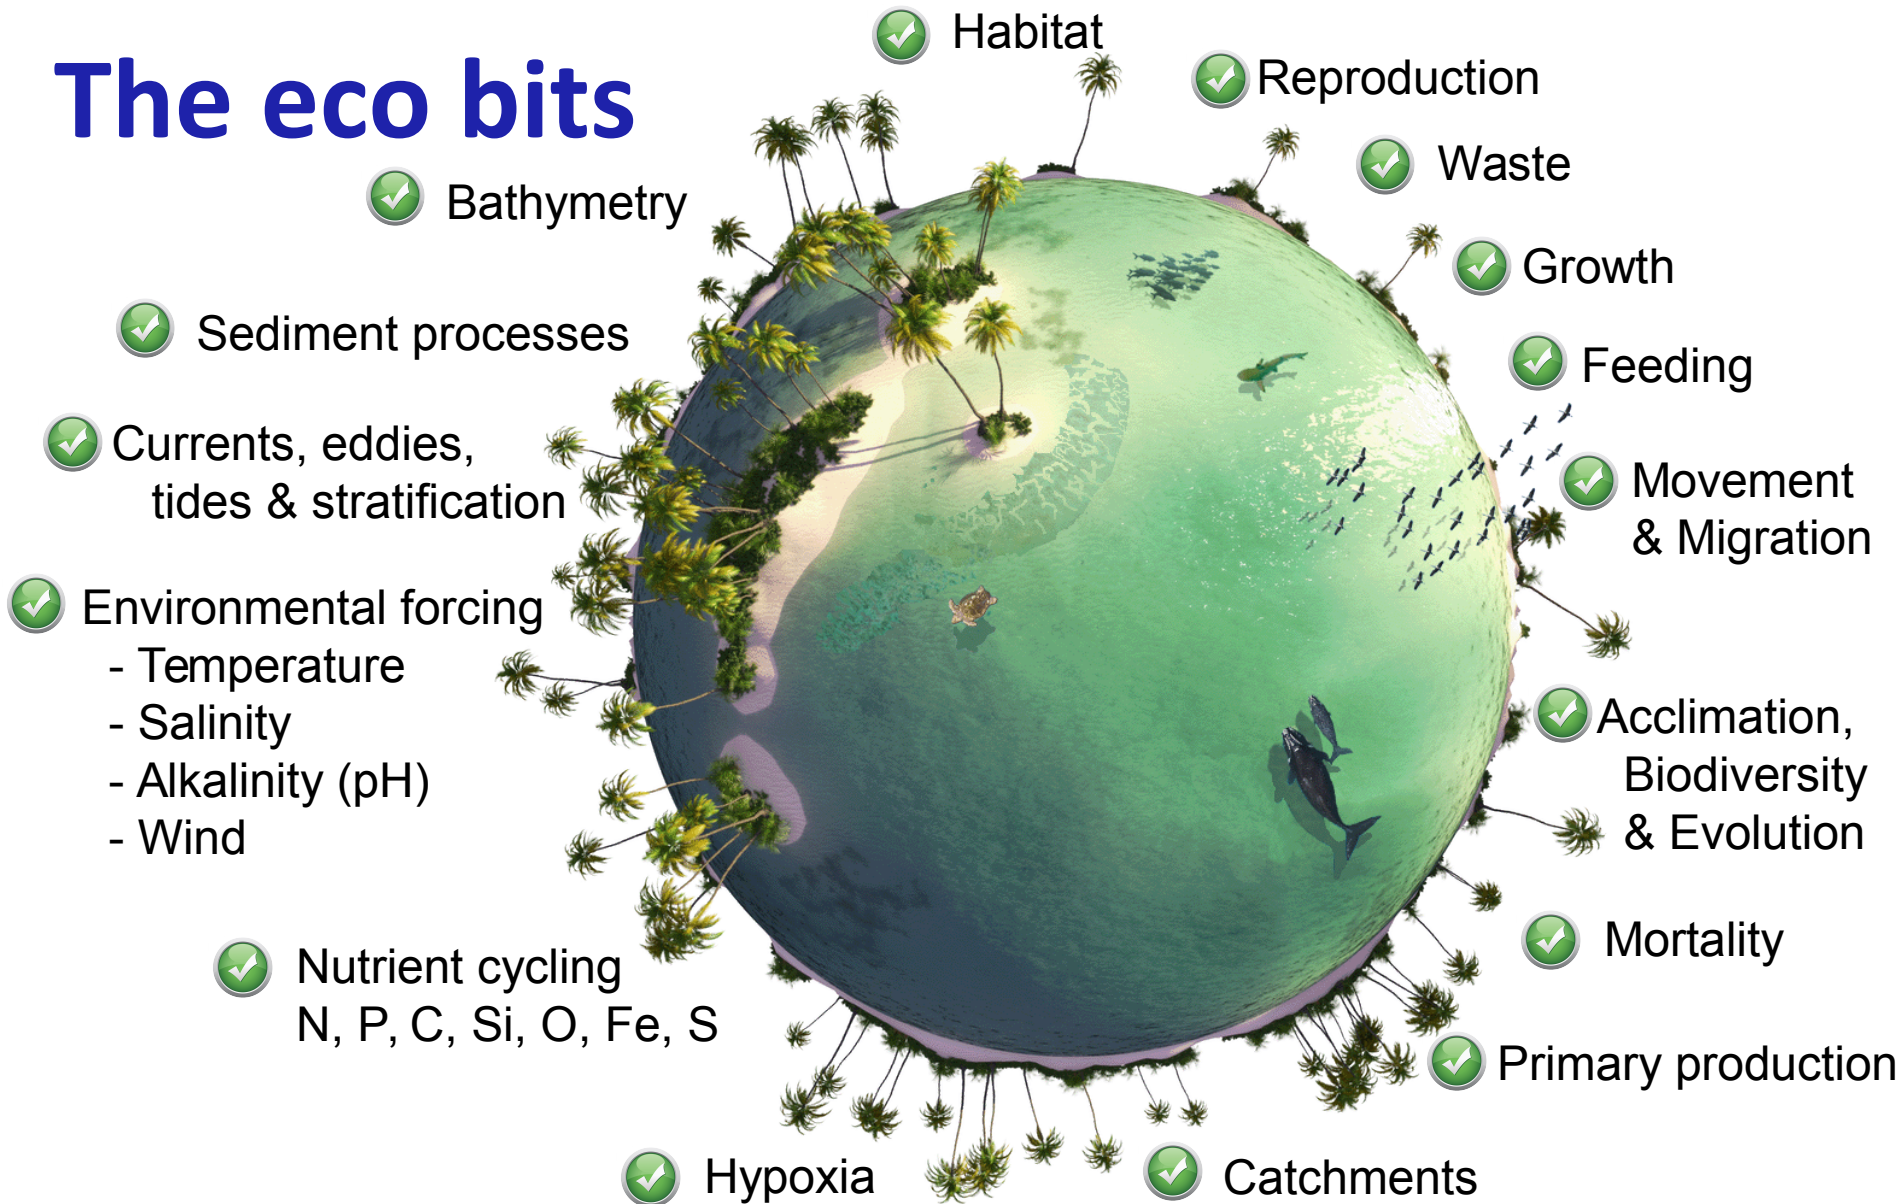 The eco bits
Habitat
Reproduction
Waste
Growth
Feeding
Movement
& Migration
Acclimation,
Biodiversity
& Evolution
Mortality
Primary production
Catchments
Hypoxia
Nutrient cycling
N, P, C, Si, O, Fe, S
Environmental forcing
- Temperature
- Salinity
- Alkalinity (pH)
- Wind
Currents, eddies,
tides & stratification
Sediment processes
Bathymetry